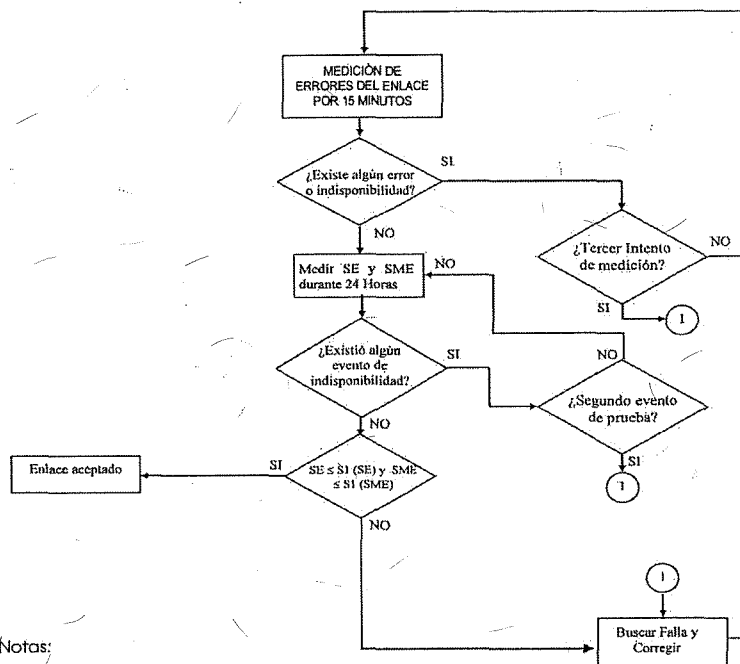 MEDICIÓN DE
ERRORES DEL ENLACE
POR 15 MINUTOS
¿Existe algún error
o indisponibilidad?
SI
NO
¿Tercer Intento
de medición?
NO
SI
1
Medir SE y SME
durante 24 Horas
NO
¿Existió algún
evento de
indisponibilidad?
SI
NO
NO
¿Segundo evento
de prueba?
SI
1
SE ≤ S1 (SE) y SME
≤ S1 (SME)
SI
Enlace aceptado
NO
1
Buscar Falla y
Corregir
Notas: